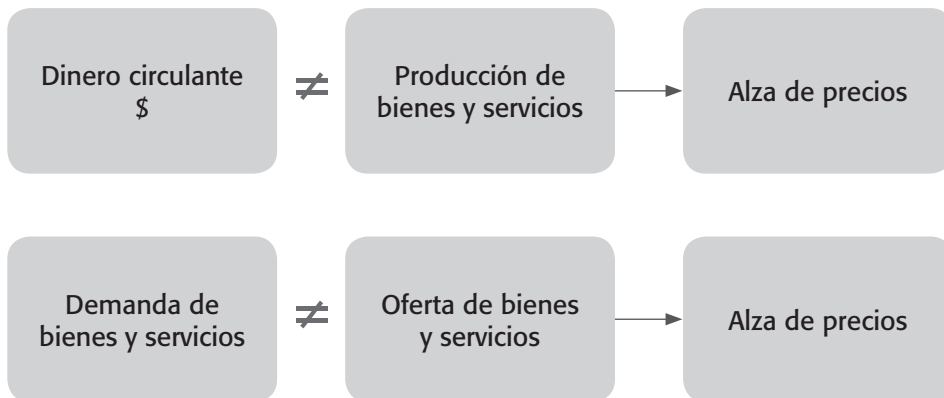 Dinero circulante
$
≠
Producción de
bienes y servicios
Alza de precios
Demanda de
bienes y servicios
≠
Oferta de bienes
y servicios
Alza de precios